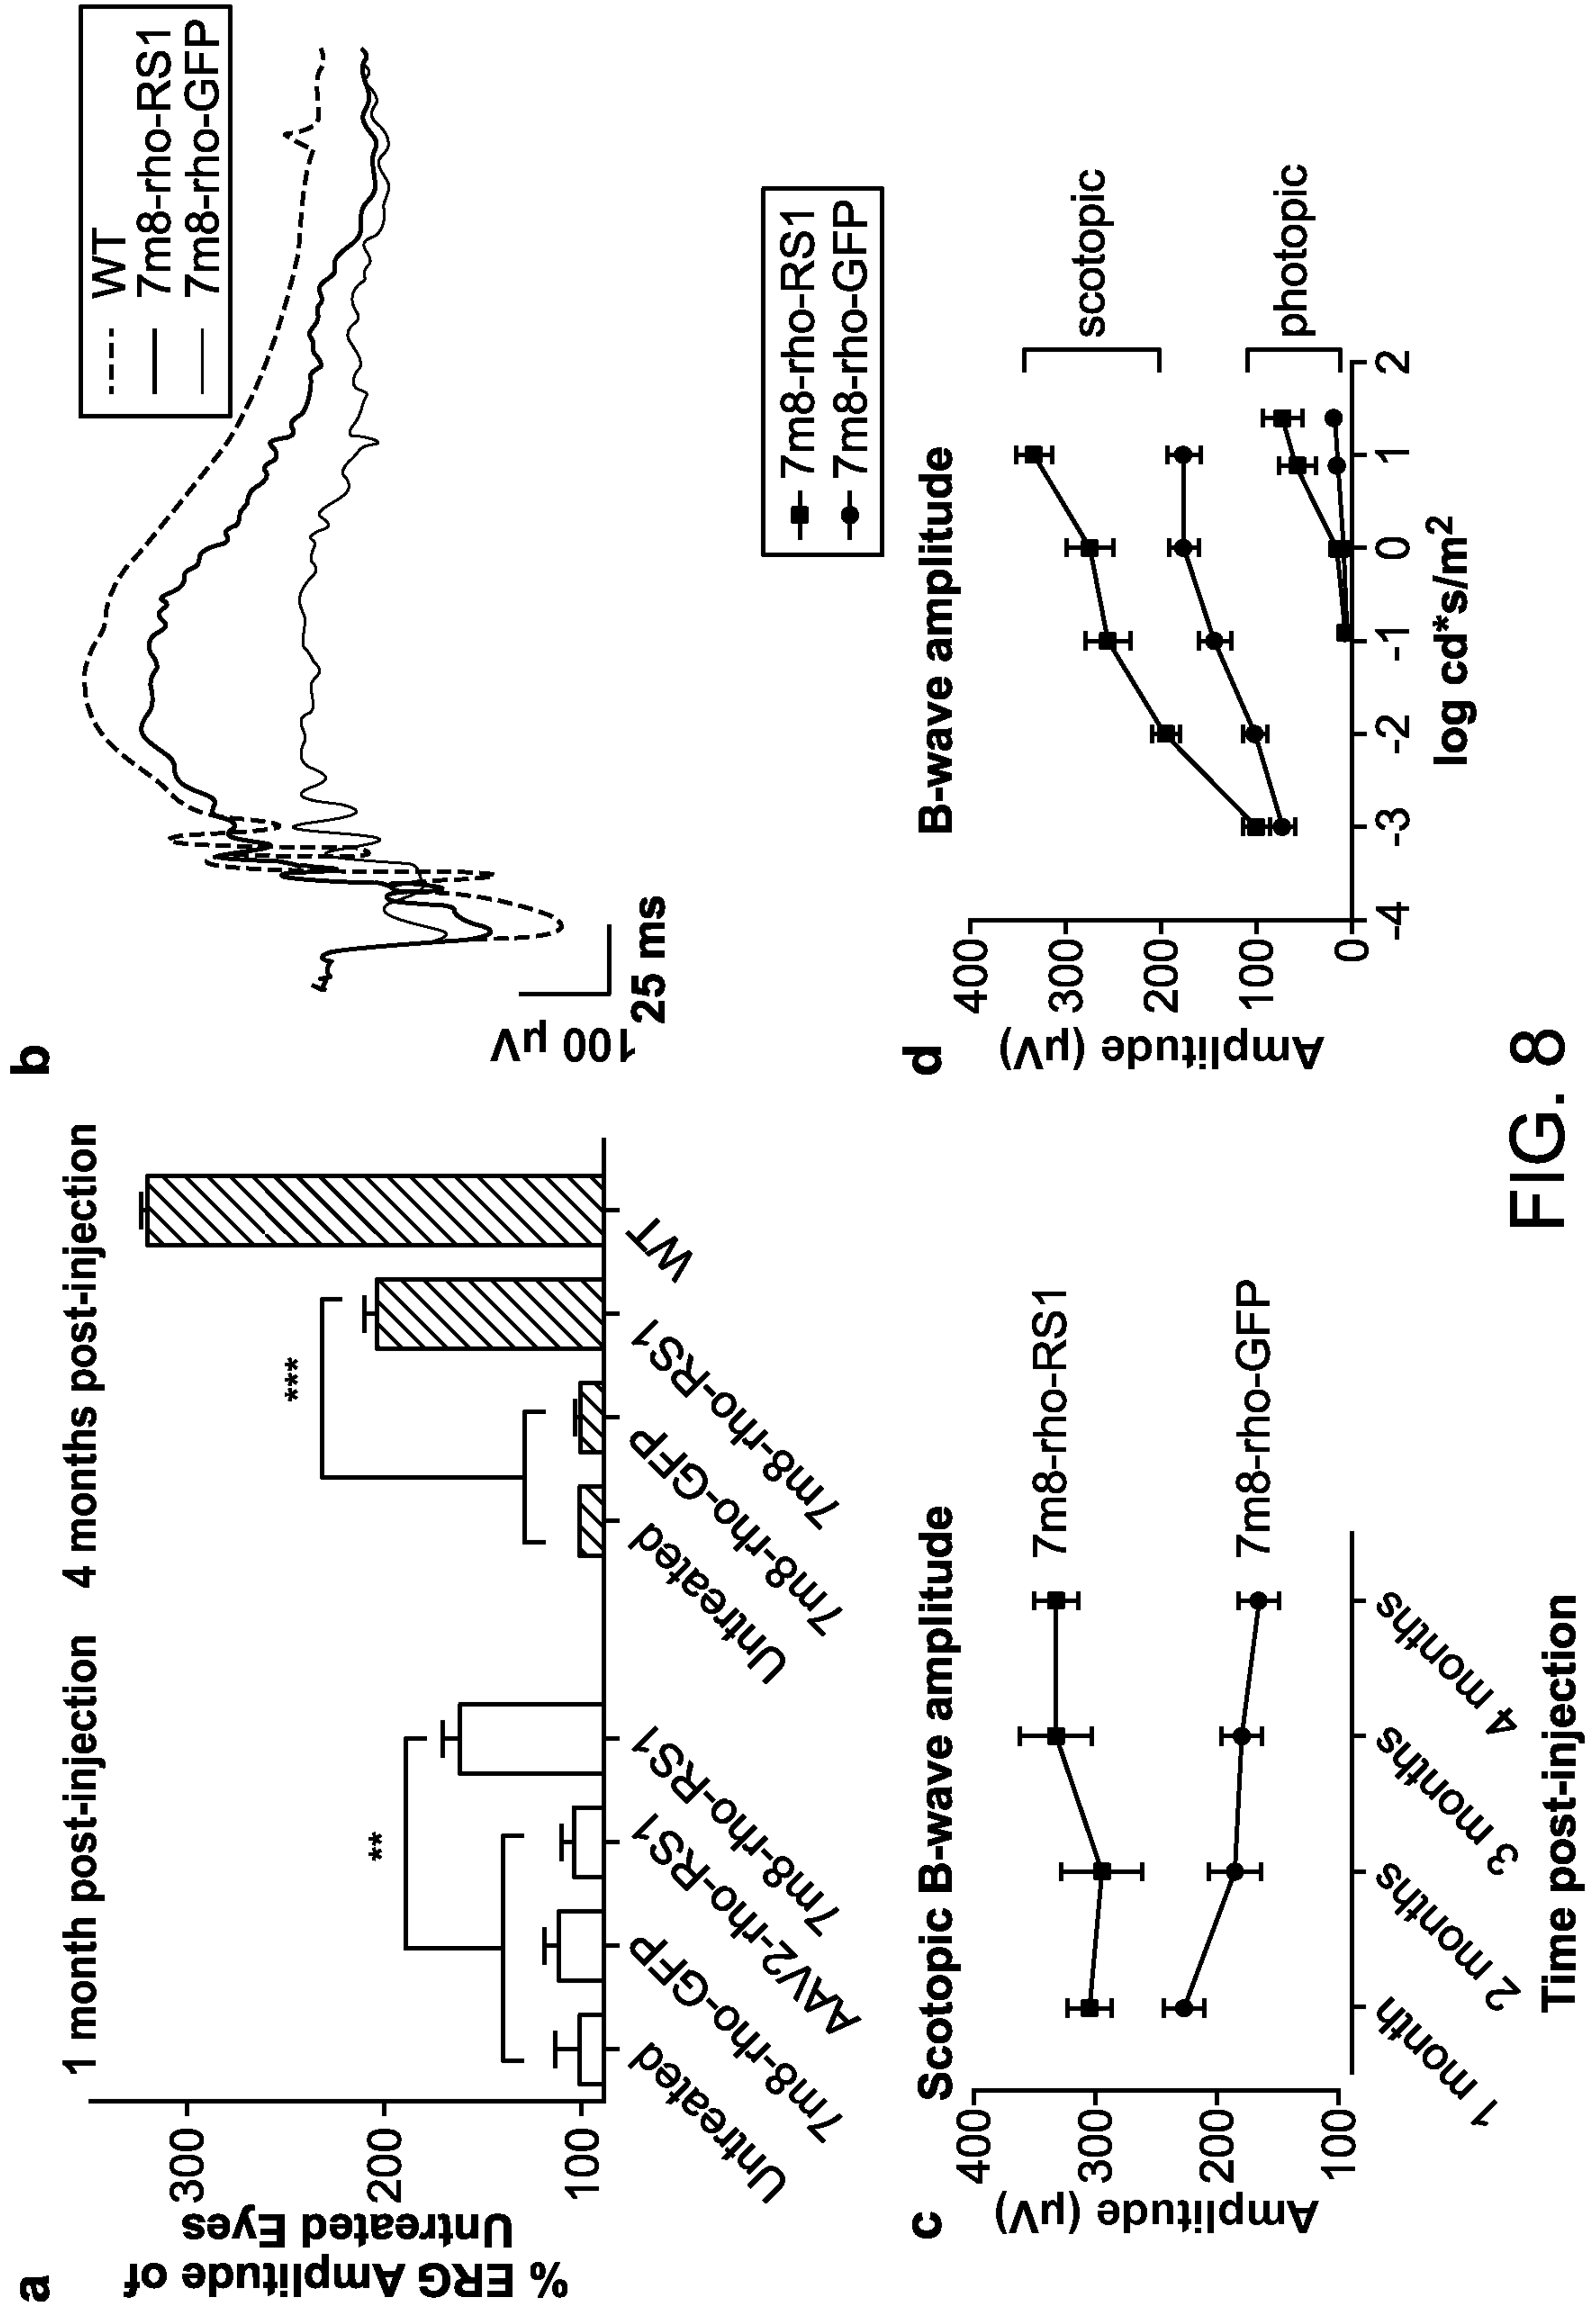 a
% ERG Amplitude of
Untreated Eyes
300
200
100
1 month post-injection
4 months post-injection
**
***
Untreated
7m8-rho-GFP
AAV2-rho-RS1
7m8-rho-RS1
Untreated
7m8-rho-GFP
7m8-rho-RS1
WT
b
100 µV
25 ms
WT
7m8-rho-RS1
7m8-rho-GFP
c
Scotopic B-wave amplitude
Amplitude (µV)
400
300
200
100
7m8-rho-RS1
7m8-rho-GFP
1 month
2 months
3 months
4 months
Time post-injection
d
B-wave amplitude
7m8-rho-RS1
7m8-rho-GFP
Amplitude (µV)
400
300
200
100
0
scotopic
photopic
-4
-3
-2
-1
0
1
2
log cd*s/m2
FIG. 8